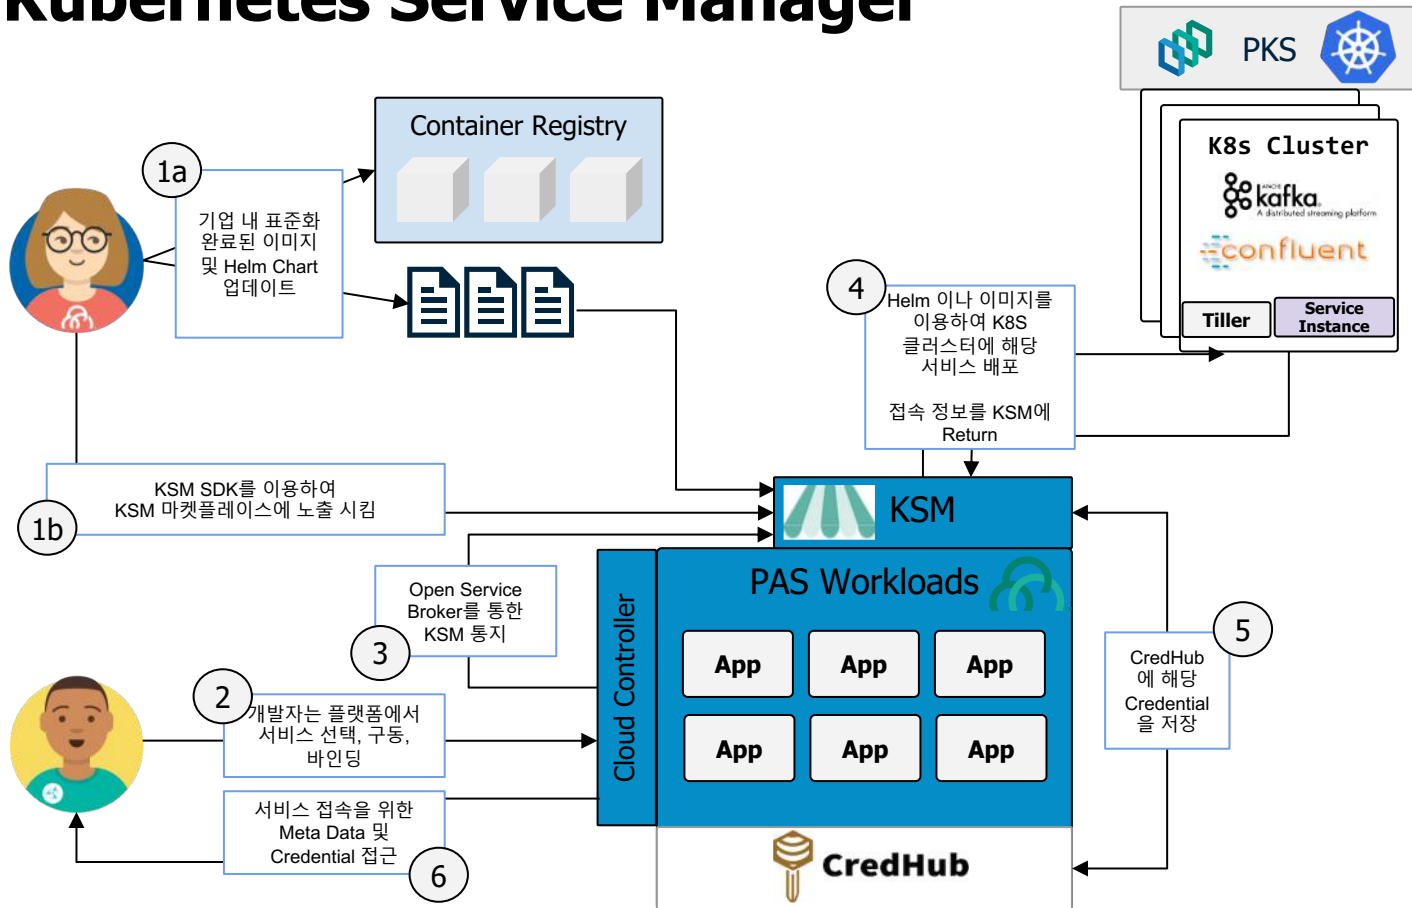 Kubernetes Service Manager
PKS
Container Registry
K8s Cluster
APACHE
kafka.
A distributed streaming platform
confluent
Tiller
Service
Instance
1a
기업 내 표준화
완료된 이미지
및 Helm Chart
업데이트
4
Helm 이나 이미지를
이용하여 K8S
클러스터에 해당
서비스 배포
접속 정보를 KSM에
Return
1b
KSM SDK를 이용하여
KSM 마켓플레이스에 노출 시킴
KSM
3
Open Service
Broker를 통한
KSM 통지
Cloud Controller
PAS Workloads
App
App
App
App
App
App
5
CredHub
에 해당
Credential
을 저장
2
개발자는 플랫폼에서
서비스 선택, 구동,
바인딩
6
서비스 접속을 위한
Meta Data 및
Credential 접근
CredHub